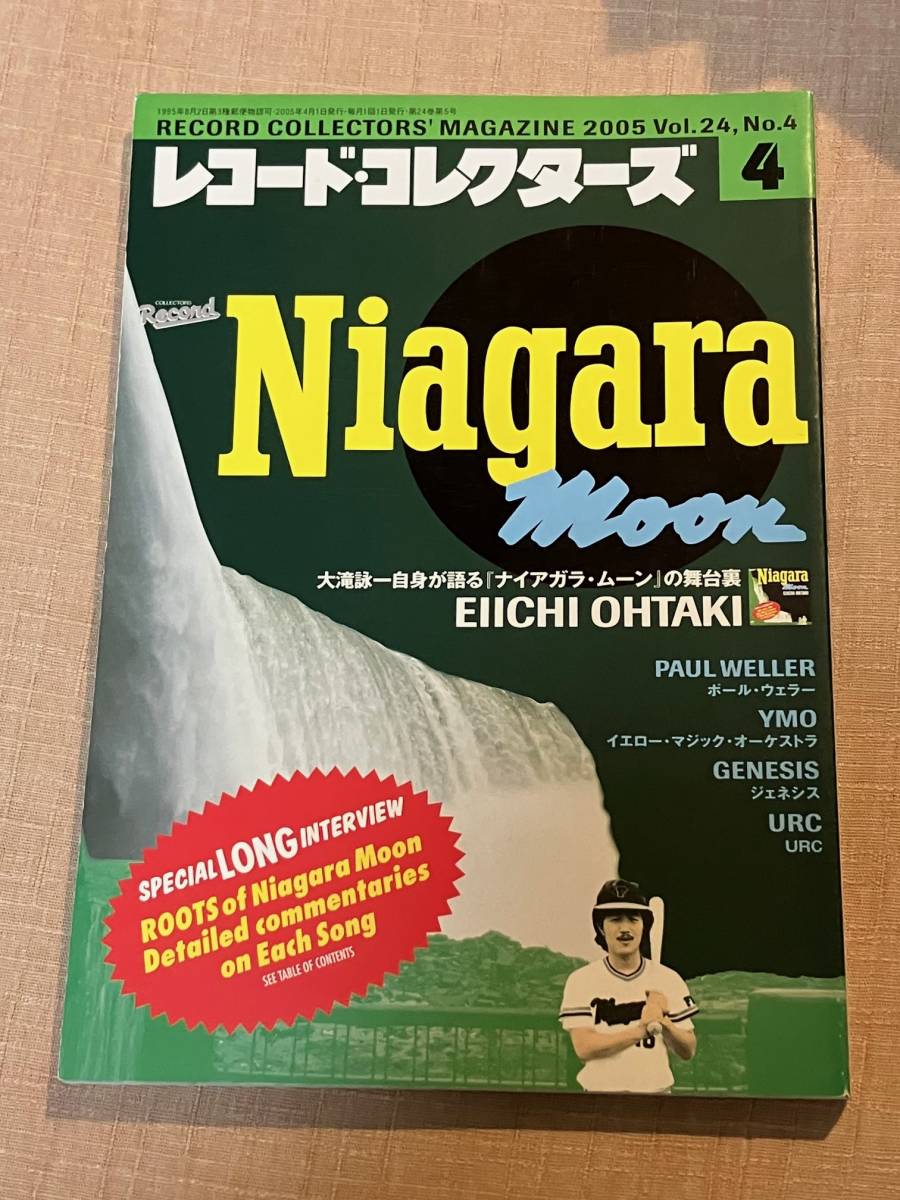 1995年8月2日第3種郵便物認可・2005年4月1日発行・毎月1回1日発行・第24巻第5号
RECORD COLLECTORS' MAGAZINE 2005 Vol.24, No.4
レコード・コレクターズ
4
COLLECTORS
Record
Niagara
moon
大滝詠一自身が語る『ナイアガラ・ムーン』の舞台裏
EIICHI OHTAKI
Niagara
moon
EIICHI OHTAKI
PAUL WELLER
ポール・ウェラー
YMO
イエロー・マジック・オーケストラ
GENESIS
ジェネシス
URC
URC
SPECIAL LONG INTERVIEW
ROOTS of Niagara Moon
Detailed commentaries
on Each Song
SEE TABLE OF CONTENTS